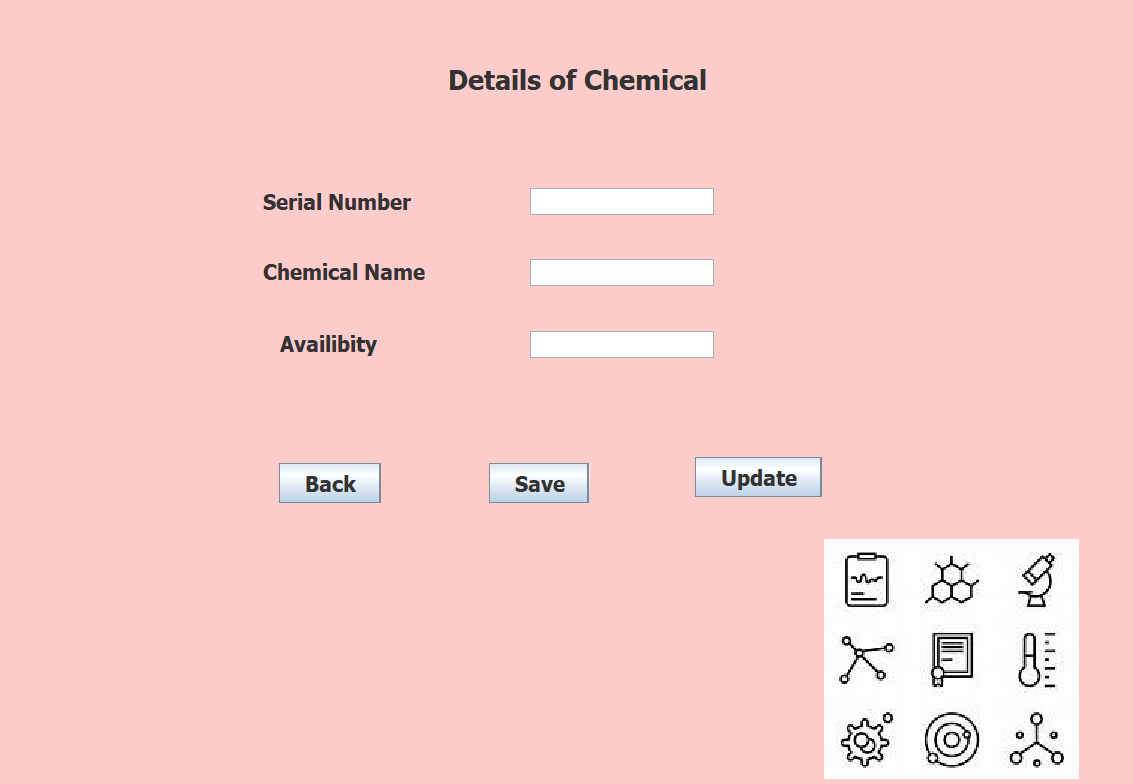 Details of Chemical
Serial Number
Chemical Name
Availibity
Back Save Update